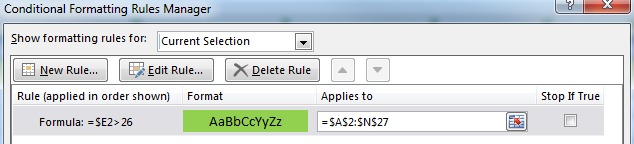 Conditional Formatting Rules Manager
Show formatting rules for: Current Selection
New Rule... Edit Rule... Delete Rule
Rule (applied in order shown) Format Applies to Stop If True
Formula: =$E2>26 AaBbCcYyZz =$A$2:$N$27